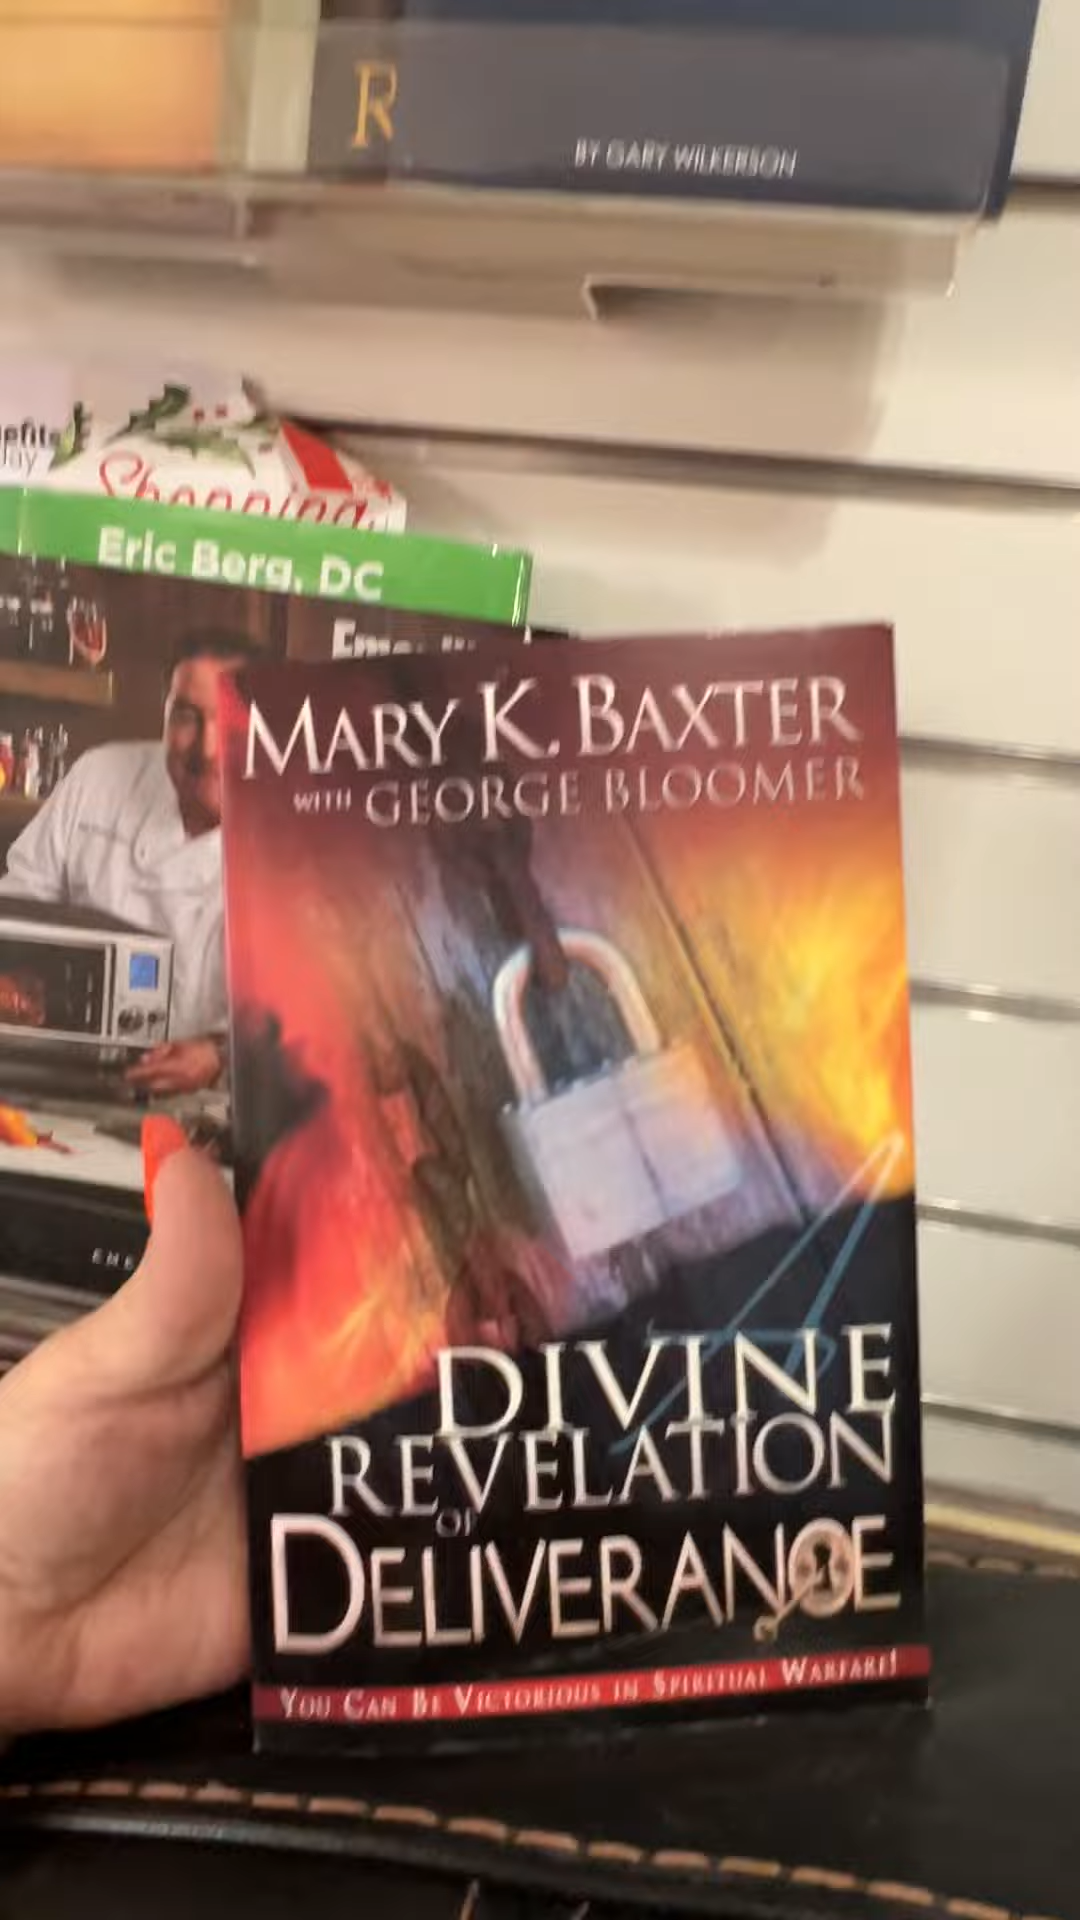 R
BY GARY WILKERSON
Shopping
Eric Berg, DC
MARY K. BAXTER
WITH GEORGE BLOOMER
A
DIVINE
REVELATION
OF
DELIVERANCE
YOU CAN BE VICTORIOUS IN SPIRITUAL WARFARE!